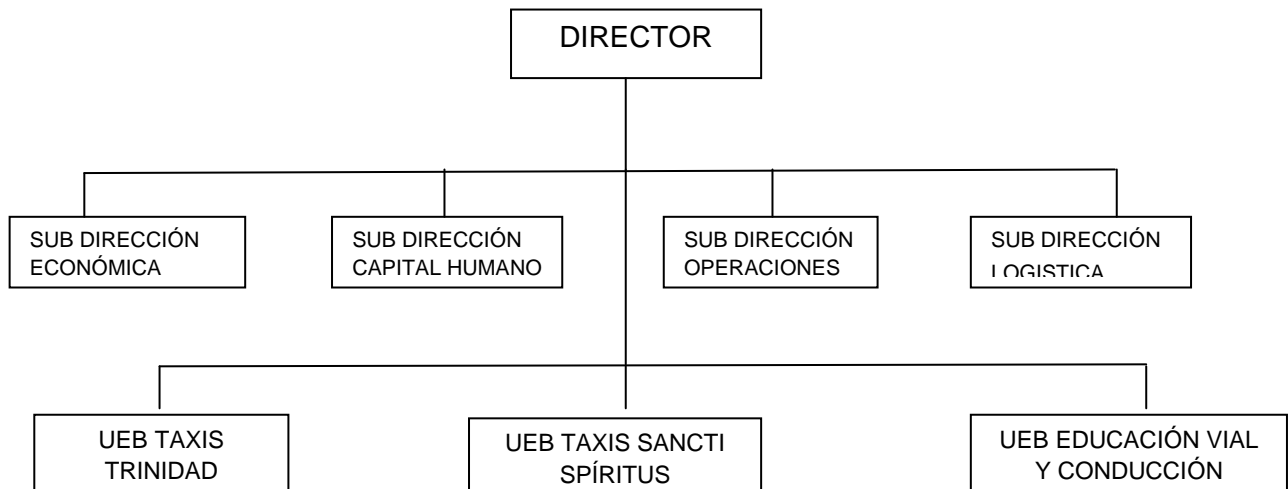 DIRECTOR
SUB DIRECCIÓN
ECONÓMICA
SUB DIRECCIÓN
CAPITAL HUMANO
SUB DIRECCIÓN
OPERACIONES
SUB DIRECCIÓN
LOGISTICA
UEB TAXIS
TRINIDAD
UEB TAXIS SANCTI
SPÍRITUS
UEB EDUCACIÓN VIAL
Y CONDUCCIÓN